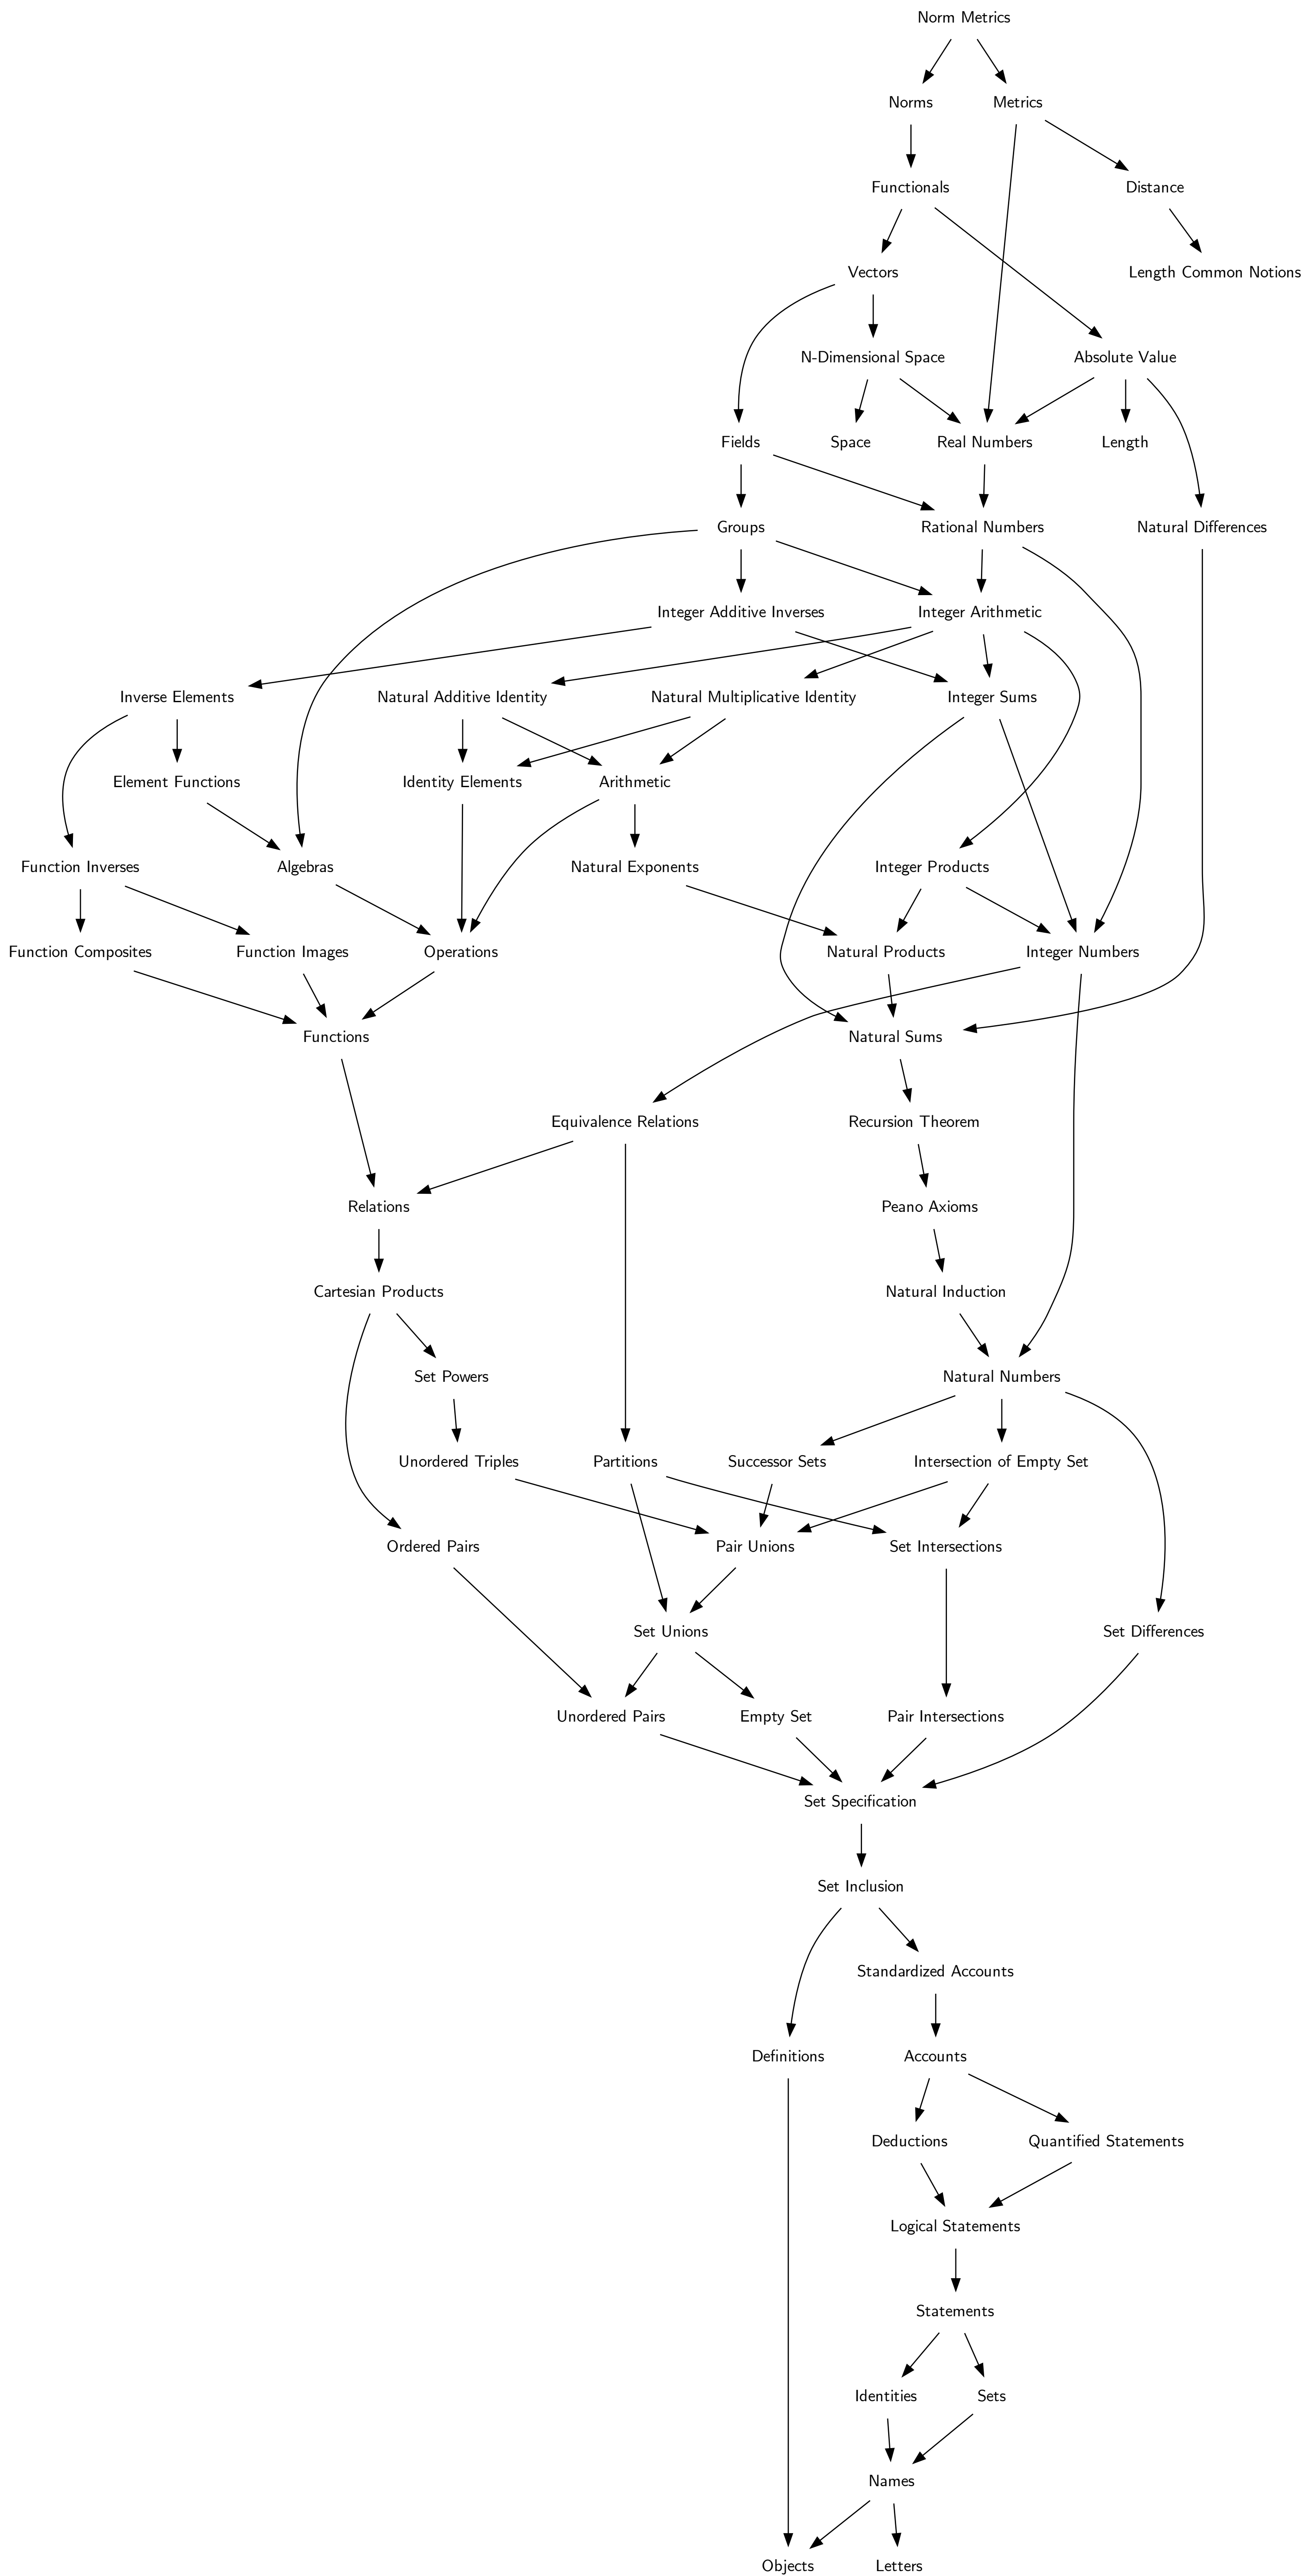 Norm Metrics
Norms
Metrics
Functionals
Distance
Vectors
Length Common Notions
N-Dimensional Space
Absolute Value
Fields
Space
Real Numbers
Length
Groups
Rational Numbers
Natural Differences
Integer Additive Inverses
Integer Arithmetic
Inverse Elements
Natural Additive Identity
Natural Multiplicative Identity
Integer Sums
Element Functions
Identity Elements
Arithmetic
Function Inverses
Algebras
Natural Exponents
Integer Products
Function Composites
Function Images
Operations
Natural Products
Integer Numbers
Functions
Natural Sums
Equivalence Relations
Recursion Theorem
Relations
Peano Axioms
Cartesian Products
Natural Induction
Set Powers
Natural Numbers
Unordered Triples
Partitions
Successor Sets
Intersection of Empty Set
Ordered Pairs
Pair Unions
Set Intersections
Set Unions
Set Differences
Unordered Pairs
Empty Set
Pair Intersections
Set Specification
Set Inclusion
Standardized Accounts
Definitions
Accounts
Deductions
Quantified Statements
Logical Statements
Statements
Identities
Sets
Names
Objects
Letters